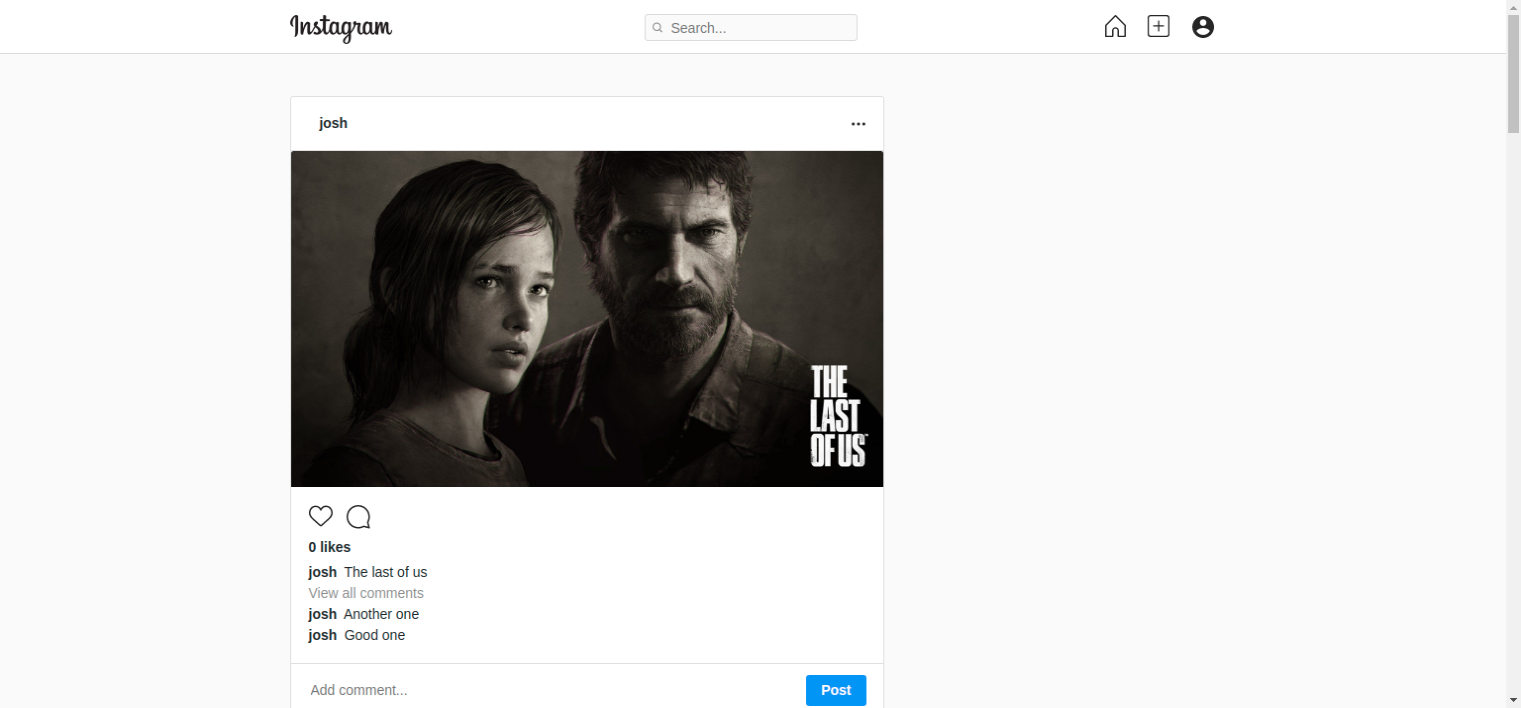 Instagram
Search...
josh
THE
LAST
OF US
0 likes
josh The last of us
View all comments
josh Another one
josh Good one
Add comment...
Post